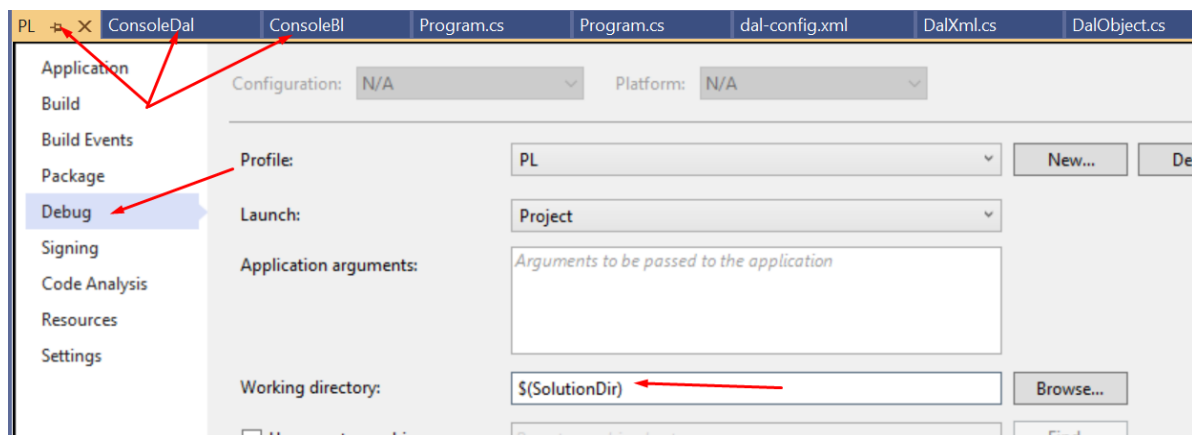 PL ConsoleDal ConsoleBl Program.cs Program.cs dal-config.xml DalXml.cs DalObject.cs
Application
Configuration: N/A Platform: N/A
Build
Build Events
Profile: PL New... De
Package
Debug
Launch: Project
Signing
Application arguments: Arguments to be passed to the application
Code Analysis
Resources
Settings
Working directory: $(SolutionDir) Browse...